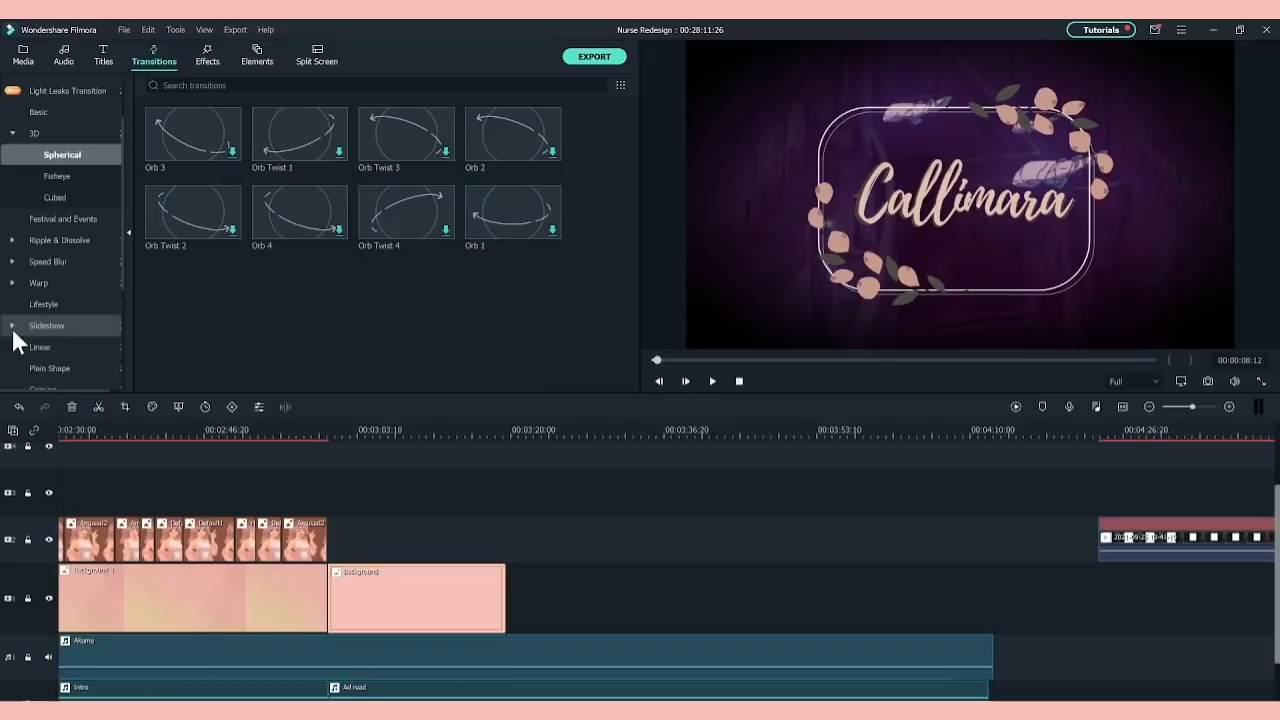 Wondershare Filmora
File
Edit
Tools
View
Export
Help
Nurse Redesign : 00:28:11:26
Tutorials
Media
Audio
Titles
Transitions
Effects
Elements
Split Screen
EXPORT
Light Leaks Transition
Search transitions
Basic
3D
Spherical
Fisheye
Cubed
Festival and Events
Ripple & Dissolve
Speed Blur
Warp
Lifestyle
Slideshow
Linear
Plain Shape
Orb 3
Orb Twist 1
Orb Twist 3
Orb 2
Orb Twist 2
Orb 4
Orb Twist 4
Orb 1
Callimara
00:00:08:12
Full
00:02:46:20
00:03:03:10
00:03:20:00
00:03:36:20
00:03:53:10
00:04:10:00
00:04:26:20
Amused2
Default1
Amused2
Background
Akuma
Intro
Ad read